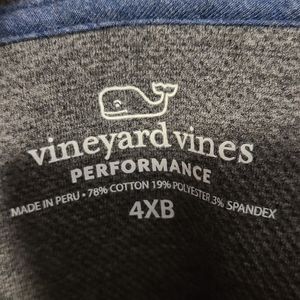 vineyard vines
PERFORMANCE
MADE IN PERU • 78% COTTON 19% POLYESTER 3% SPANDEX
4XB